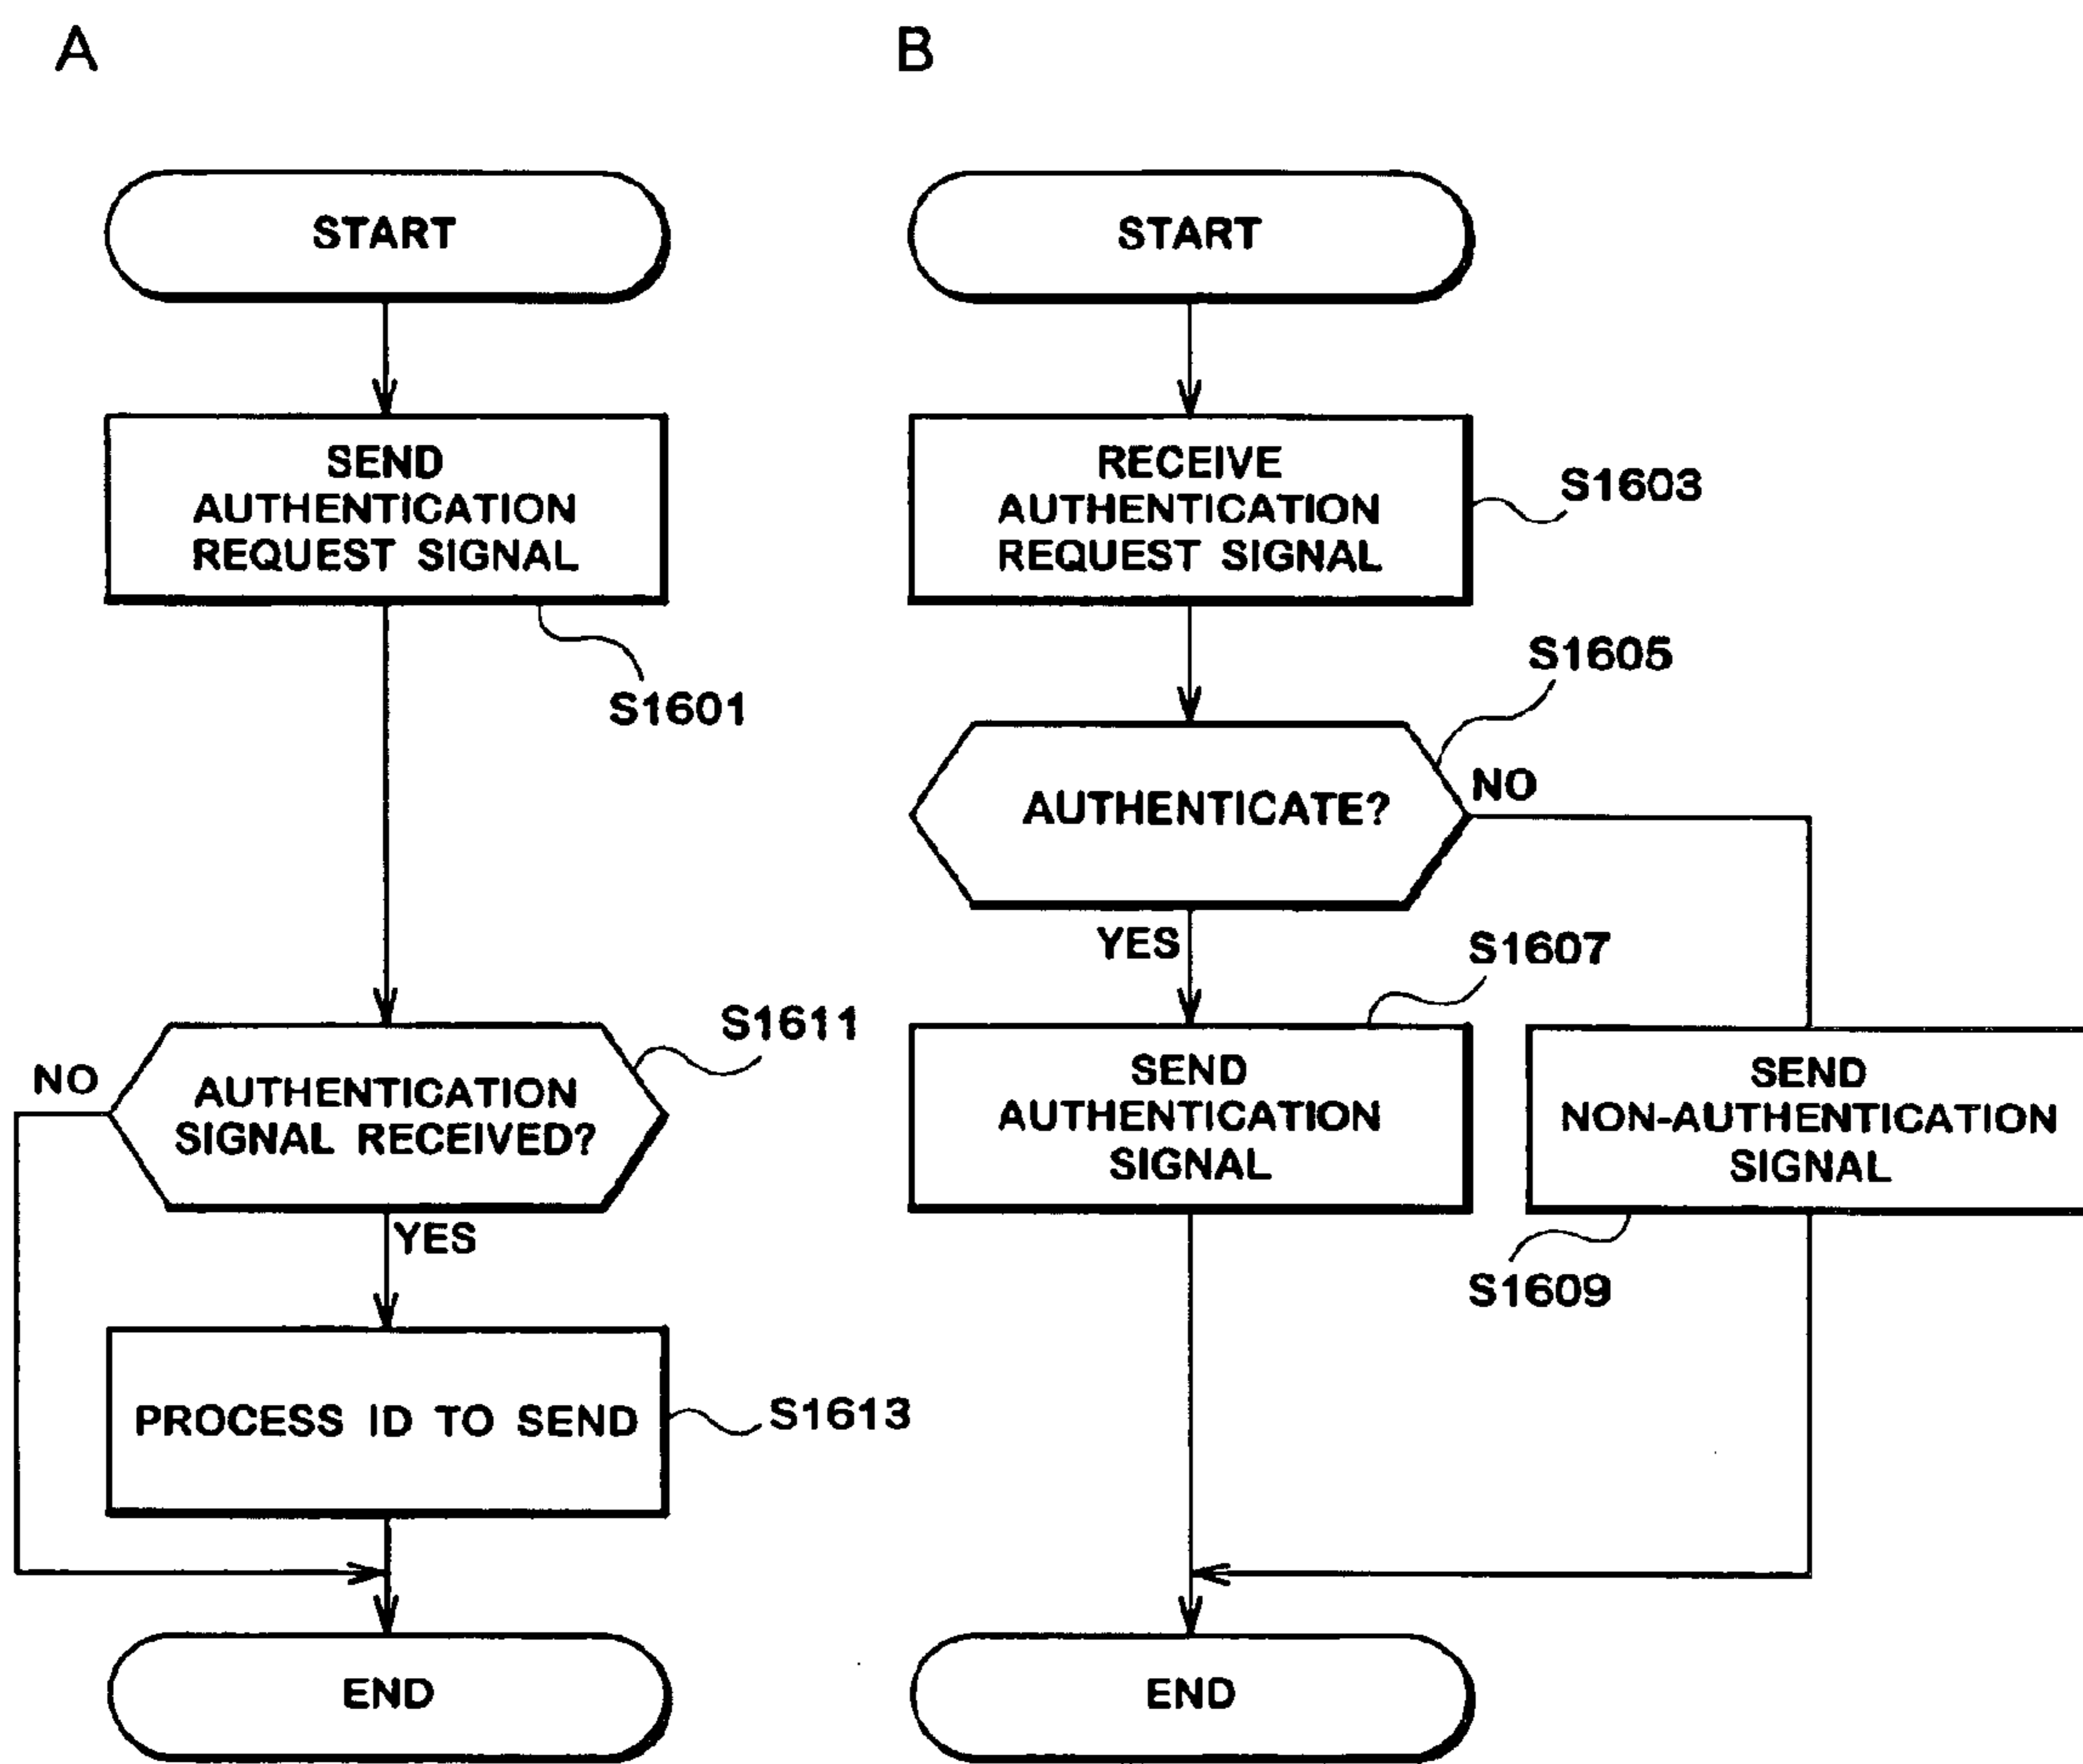 A
START
SEND
AUTHENTICATION
REQUEST SIGNAL
S1601
AUTHENTICATION
SIGNAL RECEIVED?
S1611
NO
YES
PROCESS ID TO SEND
S1613
END
B
START
RECEIVE
AUTHENTICATION
REQUEST SIGNAL
S1603
AUTHENTICATE?
S1605
NO
YES
SEND
AUTHENTICATION
SIGNAL
S1607
SEND
NON-AUTHENTICATION
SIGNAL
S1609
END